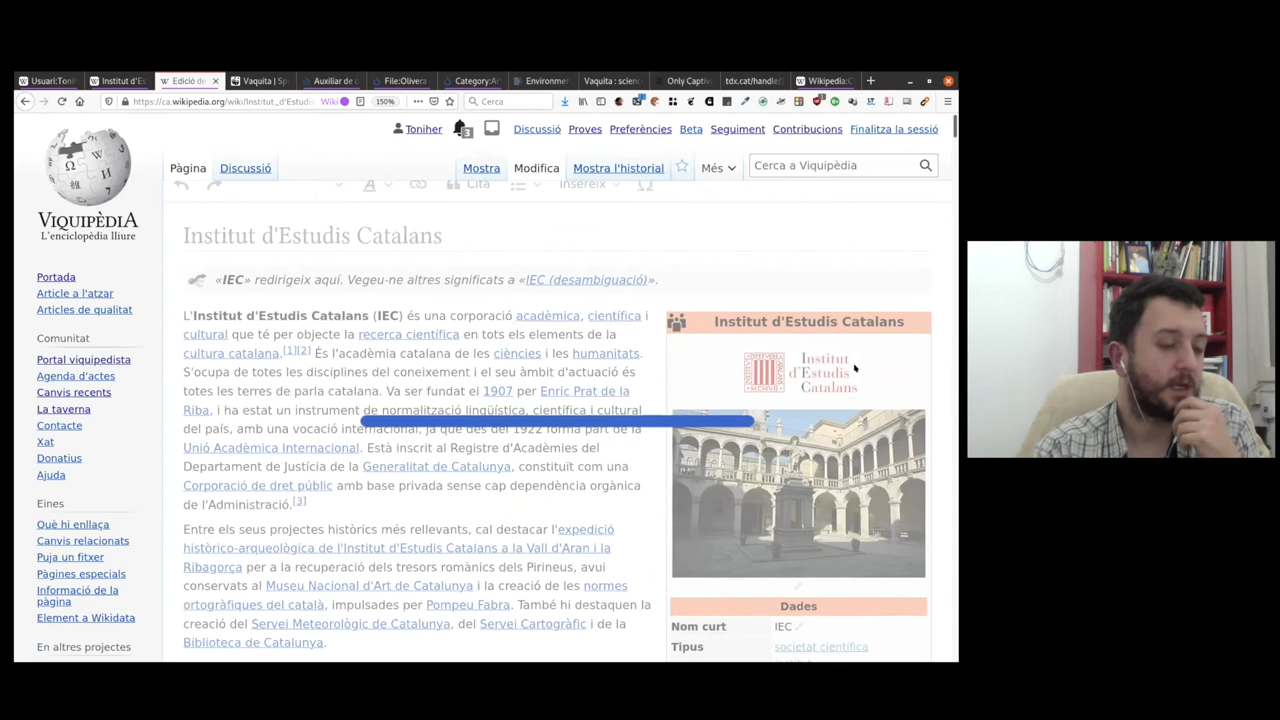 Usuari:Toni
Institut d'Es
Edició de
Vaquita | Sp
Auxiliar de
File:Olivera
Category:Ar
Environmer
Vaquita : scienc
Only Captiv
tdx.cat/handle/
Wikipedia:C
https://ca.wikipedia.org/wiki/Institut_d'Estudis
Wiki
150%
Cerca
Toniher
3
Discussió
Proves
Preferències
Beta
Seguiment
Contribucions
Finalitza la sessió
Pàgina
Discussió
Mostra
Modifica
Mostra l'historial
Més
Cerca a Viquipèdia
VIQUIPÈDIA
L'enciclopèdia lliure
Portada
Article a l'atzar
Articles de qualitat
Comunitat
Portal viquipedista
Agenda d'actes
Canvis recents
La taverna
Contacte
Xat
Donatius
Ajuda
Eines
Què hi enllaça
Canvis relacionats
Puja un fitxer
Pàgines especials
Informació de la
pàgina
Element a Wikidata
En altres projectes
Cita
Insereix
Institut d'Estudis Catalans
«IEC» redirigeix aquí. Vegeu-ne altres significats a «IEC (desambiguació)».
L'Institut d'Estudis Catalans (IEC) és una corporació acadèmica, científica i
cultural que té per objecte la recerca científica en tots els elements de la
cultura catalana.[1][2] És l'acadèmia catalana de les ciències i les humanitats.
S'ocupa de totes les disciplines del coneixement i el seu àmbit d'actuació és
totes les terres de parla catalana. Va ser fundat el 1907 per Enric Prat de la
Riba, i ha estat un instrument de normalització lingüística, científica i cultural
del país, amb una vocació internacional, ja que des del 1922 forma part de la
Unió Acadèmica Internacional. Està inscrit al Registre d'Acadèmies del
Departament de Justícia de la Generalitat de Catalunya, constituït com una
Corporació de dret públic amb base privada sense cap dependència orgànica
de l'Administració.[3]
Entre els seus projectes històrics més rellevants, cal destacar l'expedició
històrico-arqueològica de l'Institut d'Estudis Catalans a la Vall d'Aran i la
Ribagorça per a la recuperació dels tresors romànics dels Pirineus, avui
conservats al Museu Nacional d'Art de Catalunya i la creació de les normes
ortogràfiques del català, impulsades per Pompeu Fabra. També hi destaquen la
creació del Servei Meteorològic de Catalunya, del Servei Cartogràfic i de la
Biblioteca de Catalunya.
Institut d'Estudis Catalans
Institut
d'Estudis
Catalans
Dades
Nom curt
IEC
Tipus
societat científica